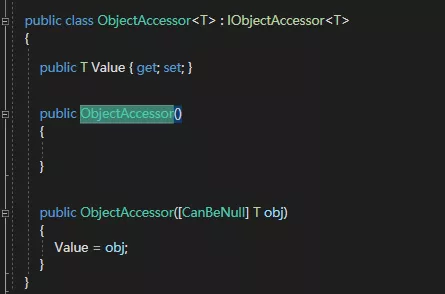 public class ObjectAccessor<T> : IObjectAccessor<T>
{
public T Value { get; set; }
public ObjectAccessor()
{
}
public ObjectAccessor([CanBeNull] T obj)
{
Value = obj;
}
}